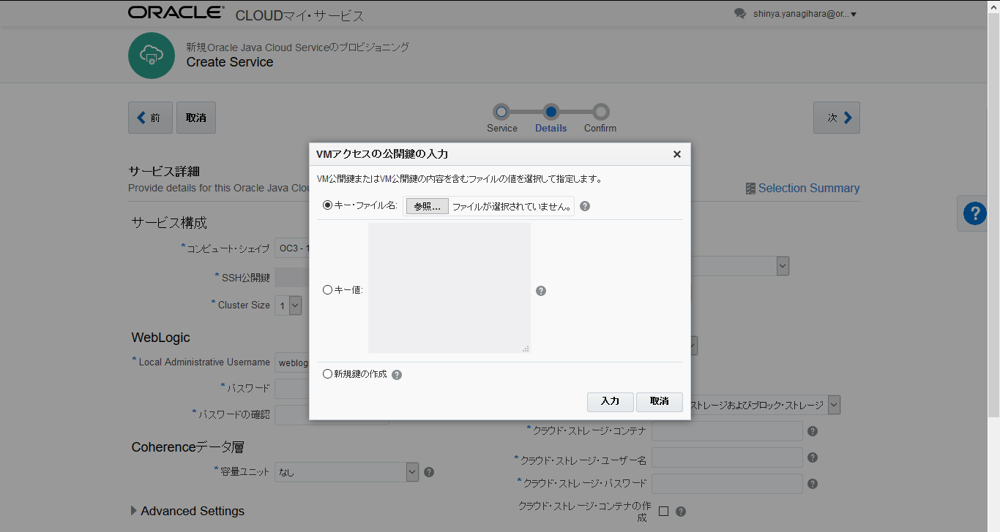 ORACLE CLOUDマイ・サービス
shinya.yanagihara@or...
新規Oracle Java Cloud Serviceのプロビジョニング
Create Service
前
取消
Service
Details
Confirm
次
サービス詳細
Provide details for this Oracle Java Clou
Selection Summary
サービス構成
*コンピュート・シェイプ
OC3 - 1
*SSH公開鍵
*Cluster Size
1
WebLogic
*Local Administrative Username
weblog
*パスワード
*パスワードの確認
Coherenceデータ層
*容量ユニット
なし
Advanced Settings
VMアクセスの公開鍵の入力
VM公開鍵またはVM公開鍵の内容を含むファイルの値を選択して指定します。
キー・ファイル名:
参照...
ファイルが選択されていません。
キー値:
新規鍵の作成
入力
取消
ストレージおよびブロック・ストレージ
*クラウド・ストレージ・コンテナ
*クラウド・ストレージ・ユーザー名
*クラウド・ストレージ・パスワード
クラウド・ストレージ・コンテナの作
成